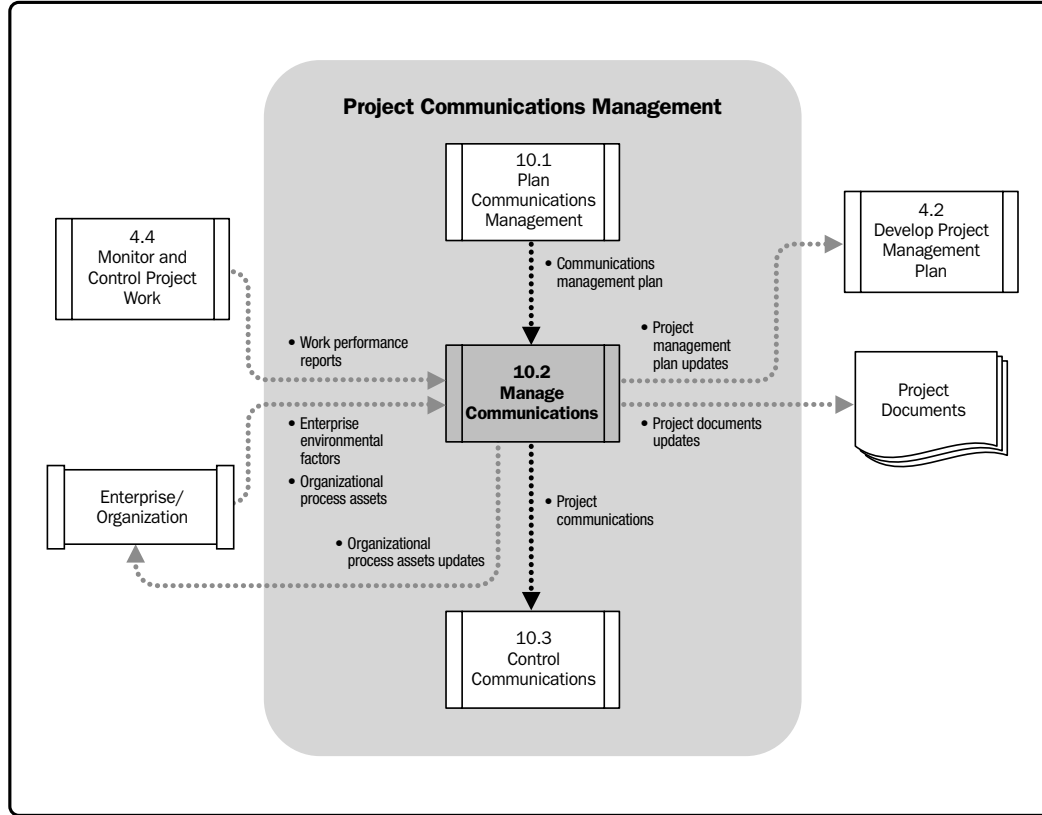 Project Communications Management
10.1
Plan
Communications
Management
4.2
Develop Project
Management
Plan
4.4
Monitor and
Control Project
Work
• Communications
management plan
• Project
management
plan updates
• Work performance
reports
10.2
Manage
Communications
Project
Documents
• Enterprise
environmental
factors
• Organizational
process assets
• Project documents
updates
Enterprise/
Organization
• Project
communications
• Organizational
process assets updates
10.3
Control
Communications